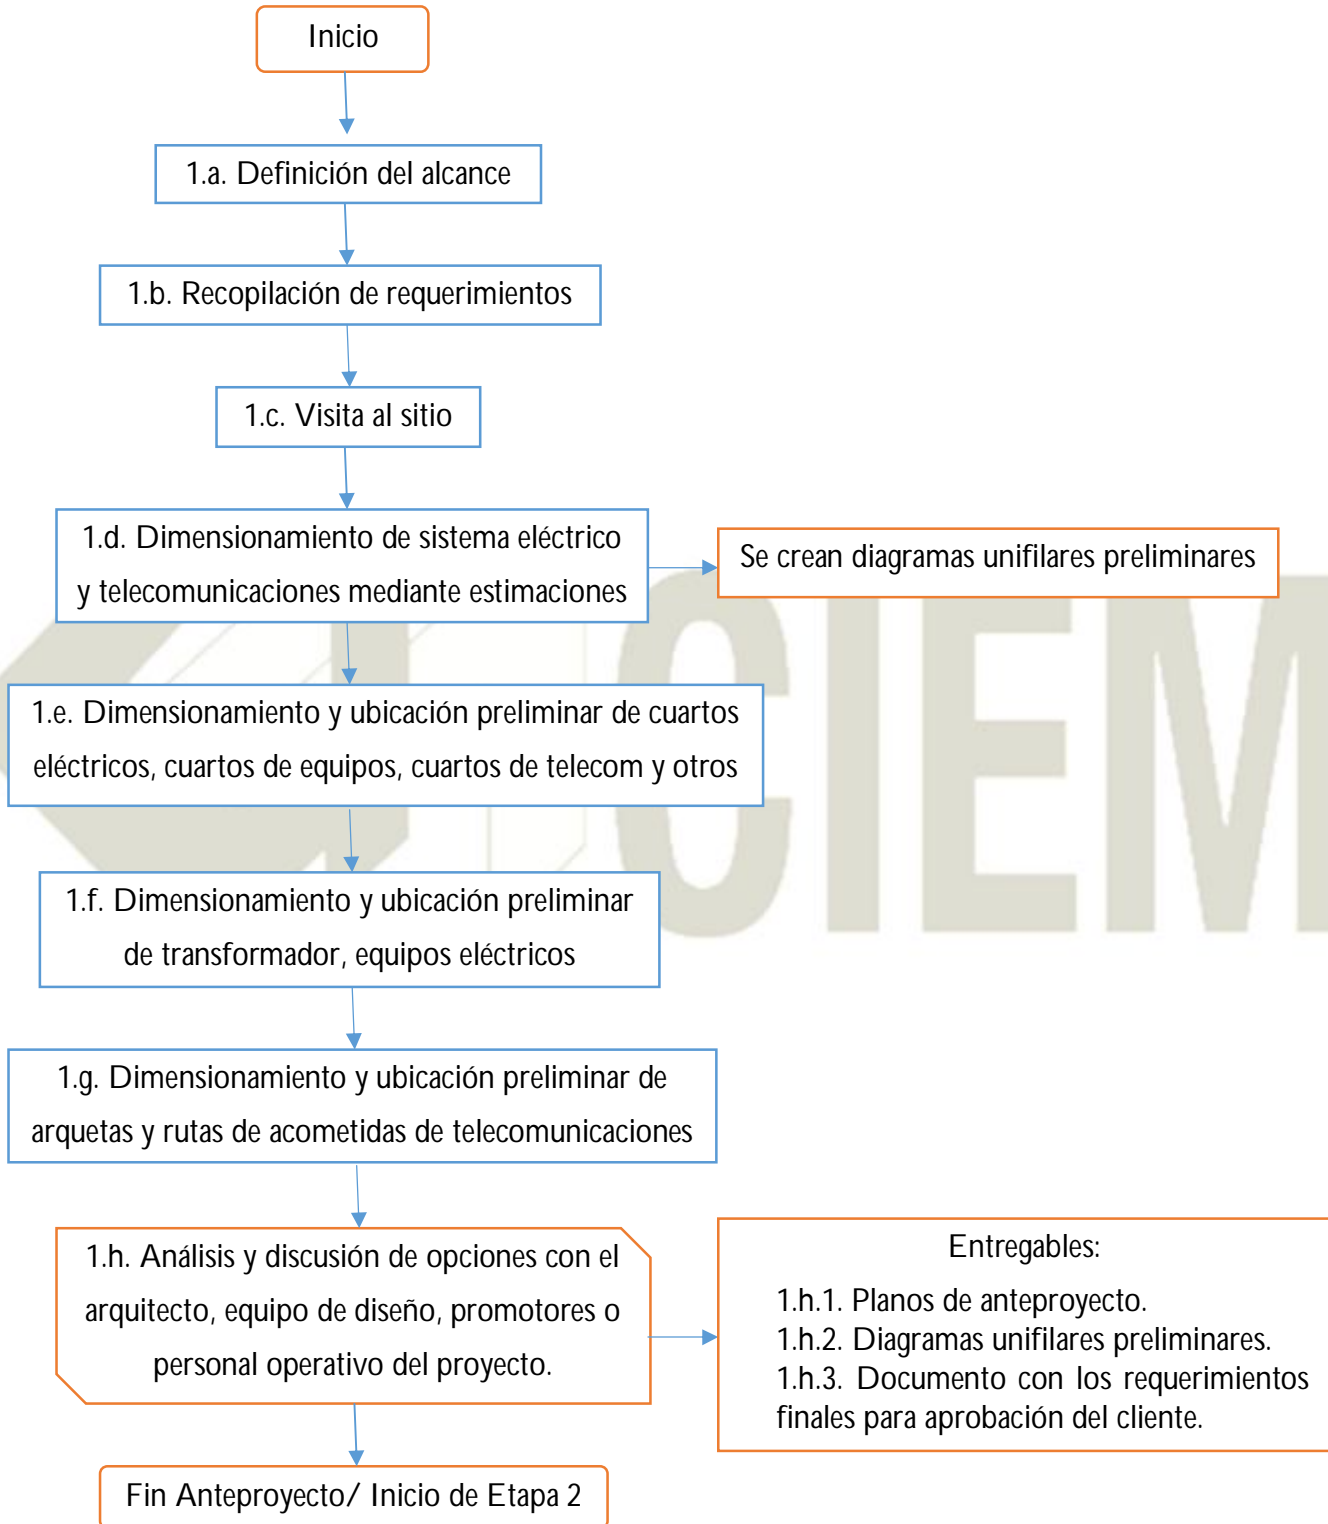 Inicio
1.a. Definición del alcance
1.b. Recopilación de requerimientos
1.c. Visita al sitio
1.d. Dimensionamiento de sistema eléctrico
y telecomunicaciones mediante estimaciones
Se crean diagramas unifilares preliminares
1.e. Dimensionamiento y ubicación preliminar de cuartos
eléctricos, cuartos de equipos, cuartos de telecom y otros
CIEM
1.f. Dimensionamiento y ubicación preliminar
de transformador, equipos eléctricos
1.g. Dimensionamiento y ubicación preliminar de
arquetas y rutas de acometidas de telecomunicaciones
1.h. Análisis y discusión de opciones con el
arquitecto, equipo de diseño, promotores o
personal operativo del proyecto.
Entregables:
1.h.1. Planos de anteproyecto.
1.h.2. Diagramas unifilares preliminares.
1.h.3. Documento con los requerimientos
finales para aprobación del cliente.
Fin Anteproyecto/ Inicio de Etapa 2